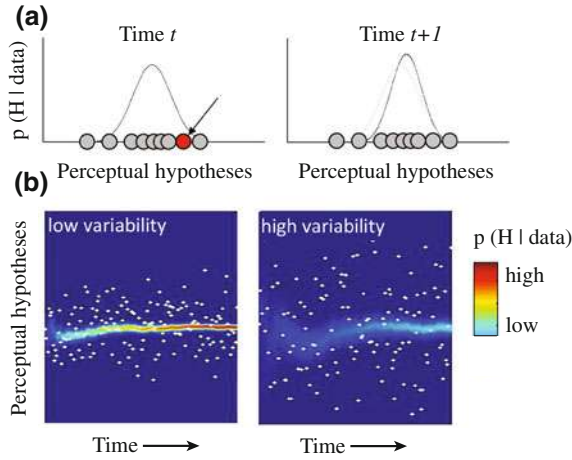 (a)
Time t
Time t+1
p (H | data)
Perceptual hypotheses
Perceptual hypotheses
(b)
low variability
high variability
Perceptual hypotheses
p (H | data)
high
low
Time
Time